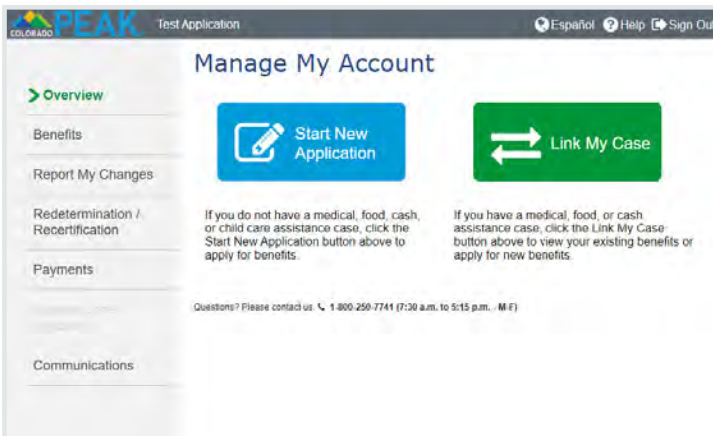 COLORADO PEAK Test Application Español Help Sign Out
Manage My Account
Overview
Benefits
Report My Changes
Redetermination /
Recertification
Payments
Communications
Start New
Application
Link My Case
If you do not have a medical, food, cash,
or child care assistance case, click the
Start New Application button above to
apply for benefits.
If you have a medical, food, or cash
assistance case, click the Link My Case
button above to view your existing benefits or
apply for new benefits.
Questions? Please contact us 1-800-250-7741 (7:30 a.m. to 5:15 p.m. M-F)